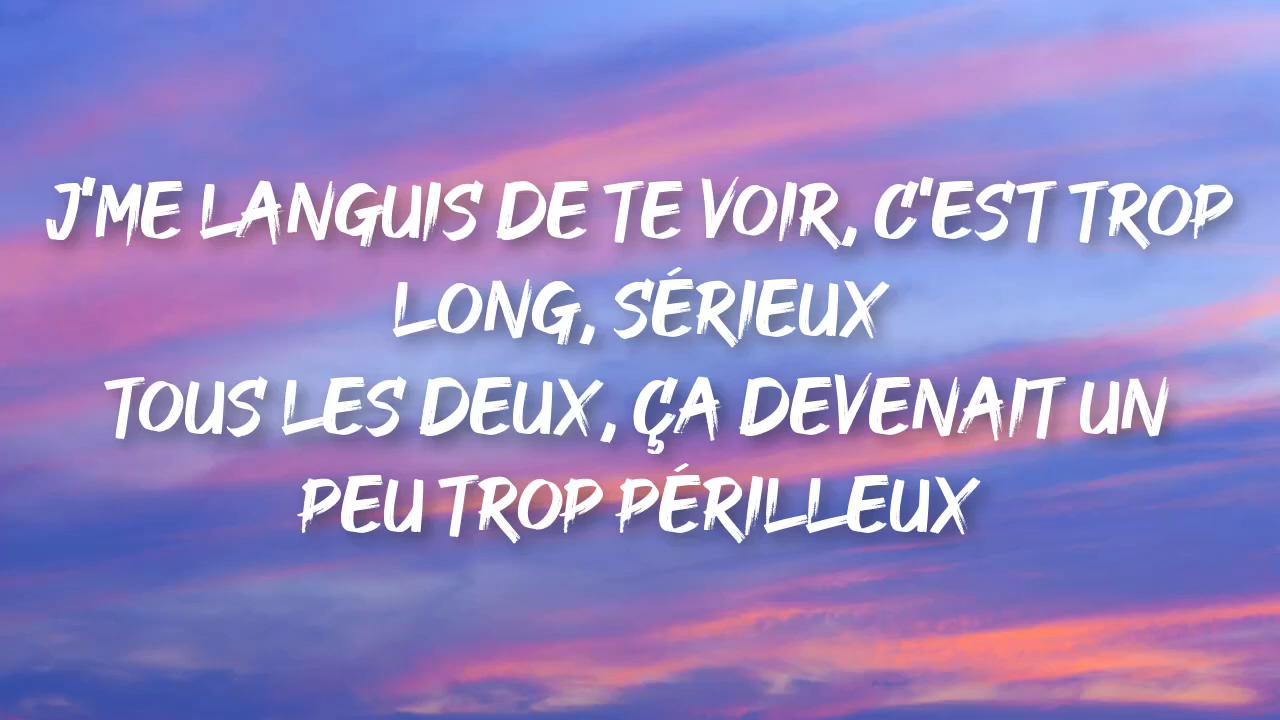 J'ME LANGUIS DE TE VOIR, C'EST TROP
LONG, SÉRIEUX
TOUS LES DEUX, ÇA DEVENAIT UN
PEU TROP PÉRILLEUX